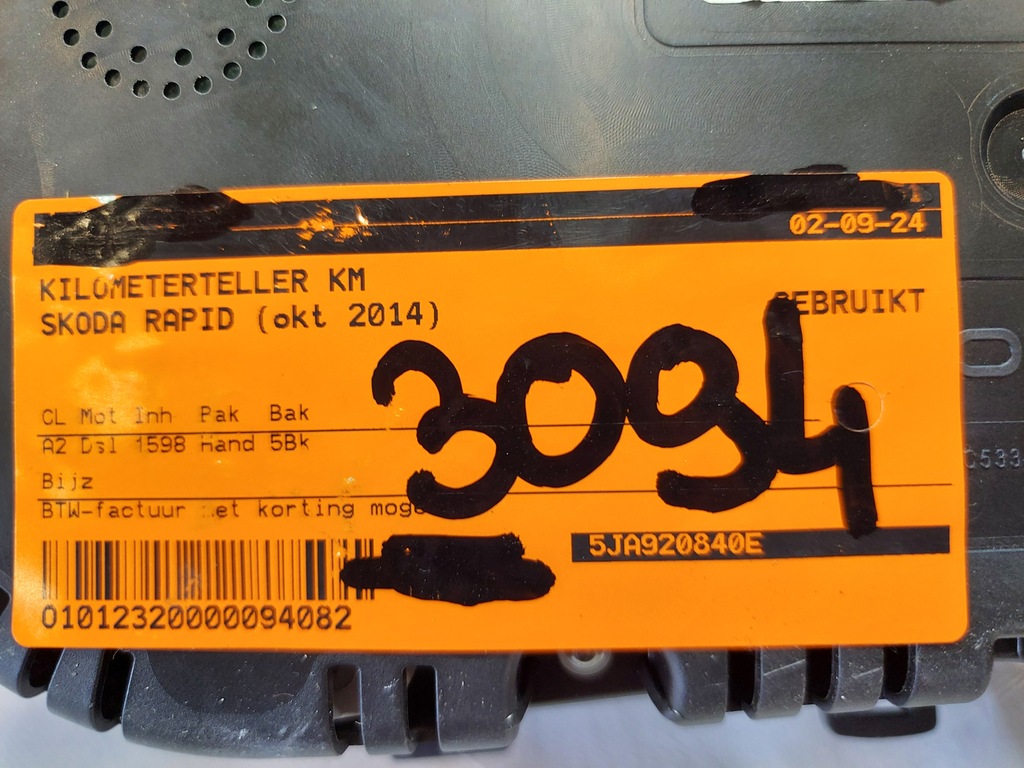 02-09-24
KILOMETERTELLER KM
SKODA RAPID (okt 2014)
GEBRUIKT
3094
CL Mot Inh Pak Bak
A2 Dsl 1598 Hand 5Bk
Bijz
BTW-factuur met korting
5JA920840E
01012320000094082